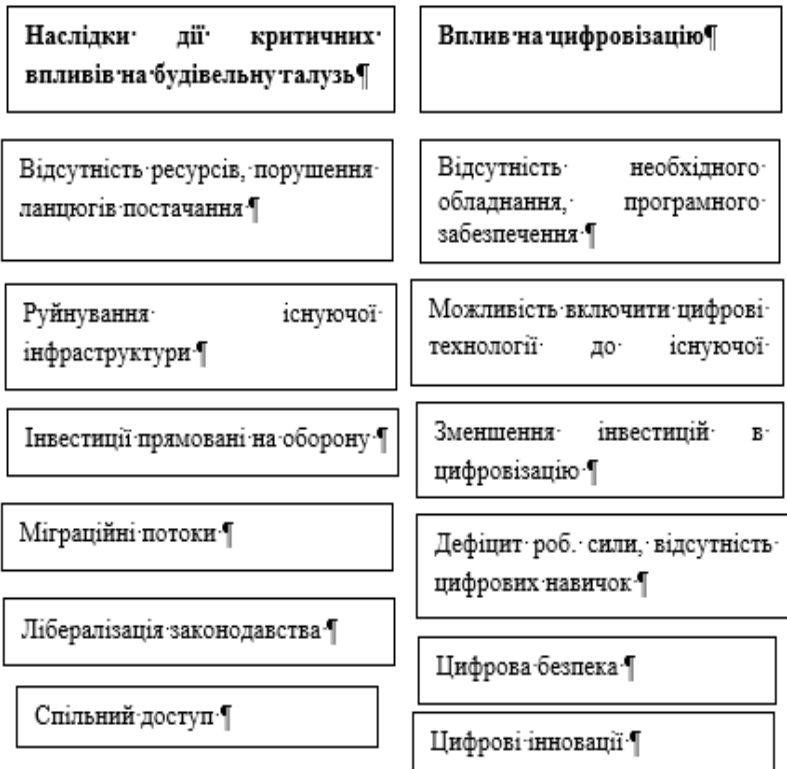 Наслідки дії критичних
впливів на будівельну галузь¶
Вплив на цифровізацію¶
Відсутність ресурсів, порушення
ланцюгів постачання ¶
Відсутність необхідного
обладнання, програмного
забезпечення ¶
Руйнування існуючої
інфраструктури ¶
Можливість включити цифрові
технології до існуючої
Інвестиції прямовані на оборону ¶
Зменшення інвестицій в
цифровізацію ¶
Міграційні потоки ¶
Дефіцит роб. сили, відсутність
цифрових навичок ¶
Лібералізація законодавства ¶
Цифрова безпека ¶
Спільний доступ ¶
Цифрові інновації ¶